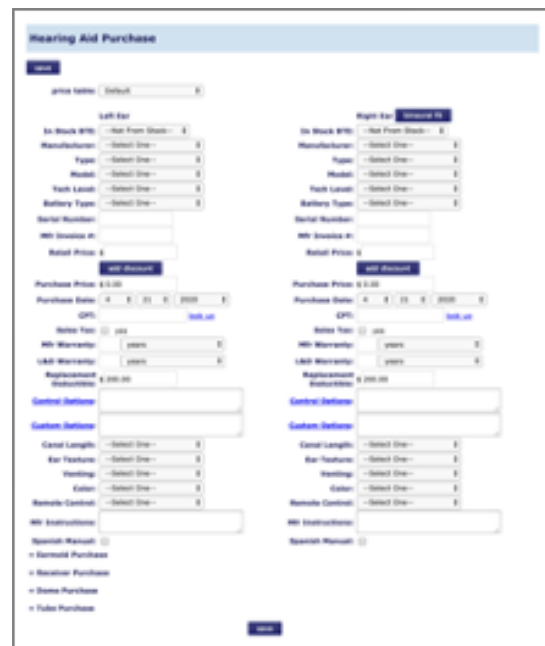 Hearing Aid Purchase
save
price table: Default
Left Ear Right Ear binaural fit
In Stock BTE: --Not From Stock-- In Stock BTE: --Not From Stock--
Manufacturer: --Select One-- Manufacturer: --Select One--
Type: --Select One-- Type: --Select One--
Model: --Select One-- Model: --Select One--
Tech Level: --Select One-- Tech Level: --Select One--
Battery Type: --Select One-- Battery Type: --Select One--
Serial Number: Serial Number:
Mfr Invoice #: Mfr Invoice #:
Retail Price: $ Retail Price: $
add discount add discount
Purchase Price: $ 0.00 Purchase Price: $ 0.00
Purchase Date: 4 21 2020 Purchase Date: 4 21 2020
CPT: look up CPT: look up
Sales Tax: yes Sales Tax: yes
Mfr Warranty: years Mfr Warranty: years
L&D Warranty: years L&D Warranty: years
Replacement Replacement
Deductible: $ 200.00 Deductible: $ 200.00
Control Options: Control Options:
Custom Options: Custom Options:
Canal Length: --Select One-- Canal Length: --Select One--
Ear Texture: --Select One-- Ear Texture: --Select One--
Venting: --Select One-- Venting: --Select One--
Color: --Select One-- Color: --Select One--
Remote Control: --Select One-- Remote Control: --Select One--
Mfr Instructions: Mfr Instructions:
Spanish Manual: Spanish Manual:
+ Earmold Purchase
+ Receiver Purchase
+ Dome Purchase
+ Tube Purchase
save